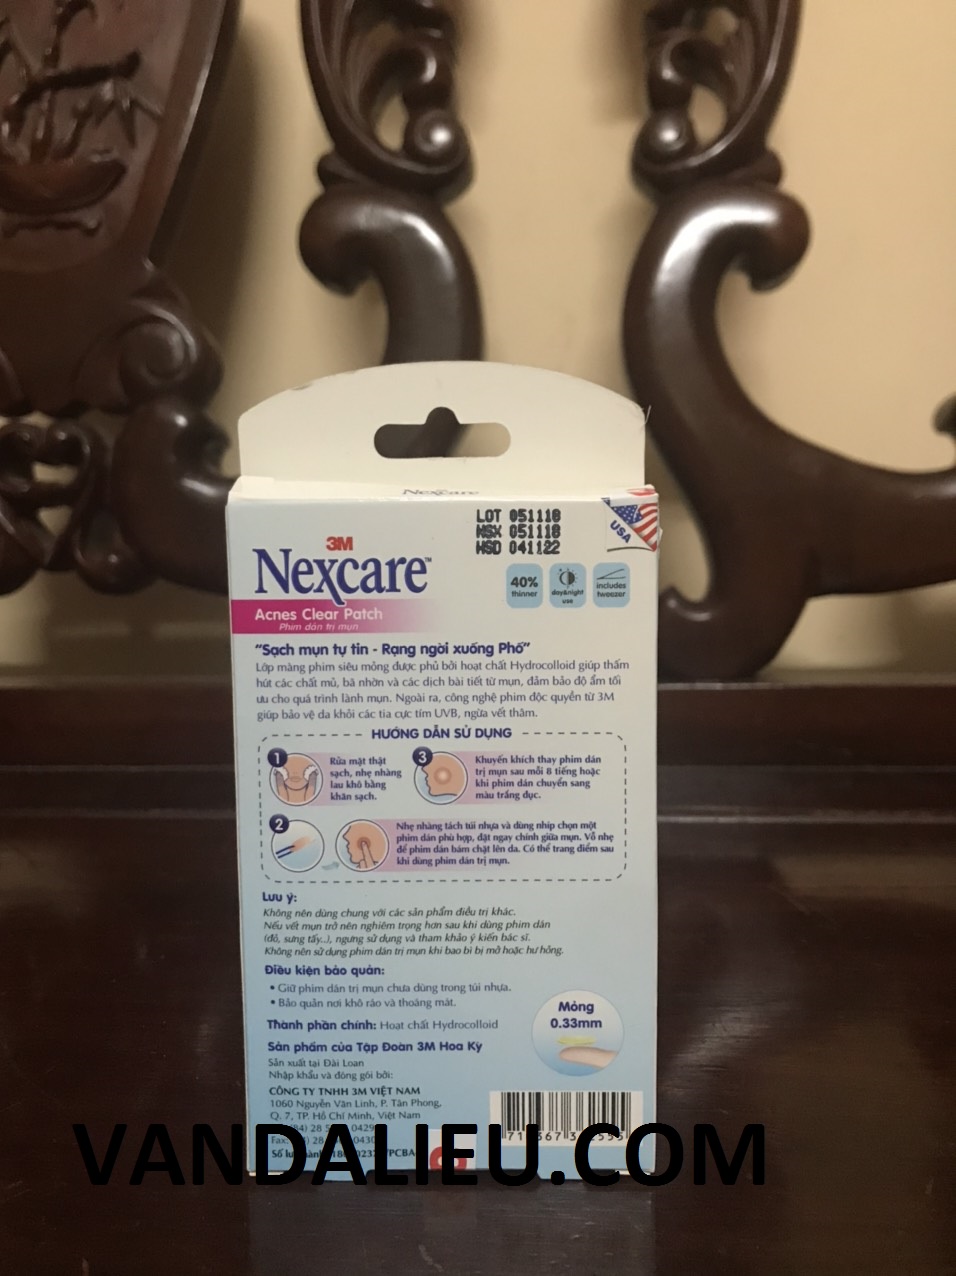 Nexcare
LOT 051118
NSX 051118
HSD 041122
USA
3M
Nexcare™
Acnes Clear Patch
Phim dán trị mụn
40%
thinner
day&night
use
includes
tweezer
"Sạch mụn tự tin - Rạng ngời xuống Phố"
Lớp màng phim siêu mỏng được phủ bởi hoạt chất Hydrocolloid giúp thấm
hút các chất mủ, bã nhờn và các dịch bài tiết từ mụn, đảm bảo độ ẩm tối
ưu cho quá trình lành mụn. Ngoài ra, công nghệ phim độc quyền từ 3M
giúp bảo vệ da khỏi các tia cực tím UVB, ngừa vết thâm.
HƯỚNG DẪN SỬ DỤNG
1
Rửa mặt thật
sạch, nhẹ nhàng
lau khô bằng
khăn sạch.
3
Khuyến khích thay phim dán
trị mụn sau mỗi 8 tiếng hoặc
khi phim dán chuyển sang
màu trắng đục.
2
Nhẹ nhàng tách túi nhựa và dùng nhíp chọn một
phim dán phù hợp, đặt ngay chính giữa mụn. Vỗ nhẹ
để phim dán bám chặt lên da. Có thể trang điểm sau
khi dùng phim dán trị mụn.
Lưu ý:
Không nên dùng chung với các sản phẩm điều trị khác.
Nếu vết mụn trở nên nghiêm trọng hơn sau khi dùng phim dán
(đỏ, sưng tấy..), ngưng sử dụng và tham khảo ý kiến bác sĩ.
Không nên sử dụng phim dán trị mụn khi bao bì bị mở hoặc hư hỏng.
Điều kiện bảo quản:
• Giữ phim dán trị mụn chưa dùng trong túi nhựa.
• Bảo quản nơi khô ráo và thoáng mát.
Mỏng
0.33mm
Thành phần chính: Hoạt chất Hydrocolloid
Sản phẩm của Tập Đoàn 3M Hoa Kỳ
Sản xuất tại Đài Loan
Nhập khẩu và đóng gói bởi:
CÔNG TY TNHH 3M VIỆT NAM
1060 Nguyễn Văn Linh, P. Tân Phong,
Q. 7, TP. Hồ Chí Minh, Việt Nam
VANDALIEU.COM